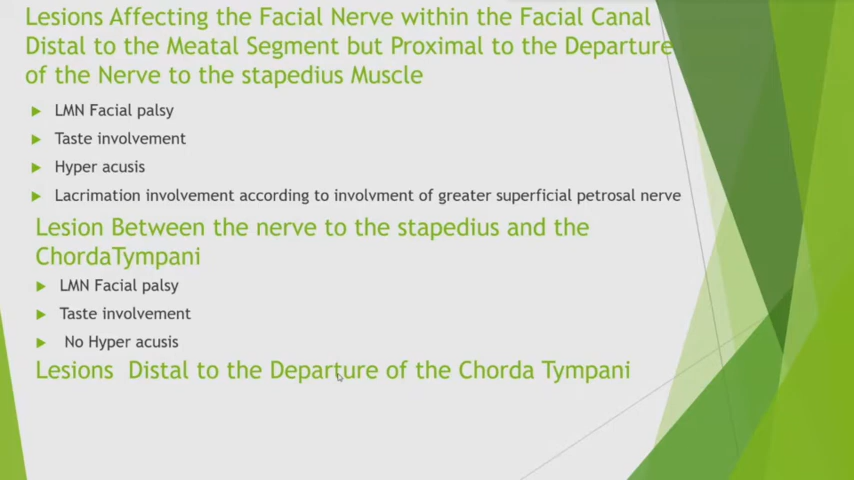 Lesions Affecting the Facial Nerve within the Facial Canal
Distal to the Meatal Segment but Proximal to the Departure
of the Nerve to the stapedius Muscle
LMN Facial palsy
Taste involvement
Hyper acusis
Lacrimation involvement according to involvment of greater superficial petrosal nerve
Lesion Between the nerve to the stapedius and the
ChordaTympani
LMN Facial palsy
Taste involvement
No Hyper acusis
Lesions Distal to the Departure of the Chorda Tympani